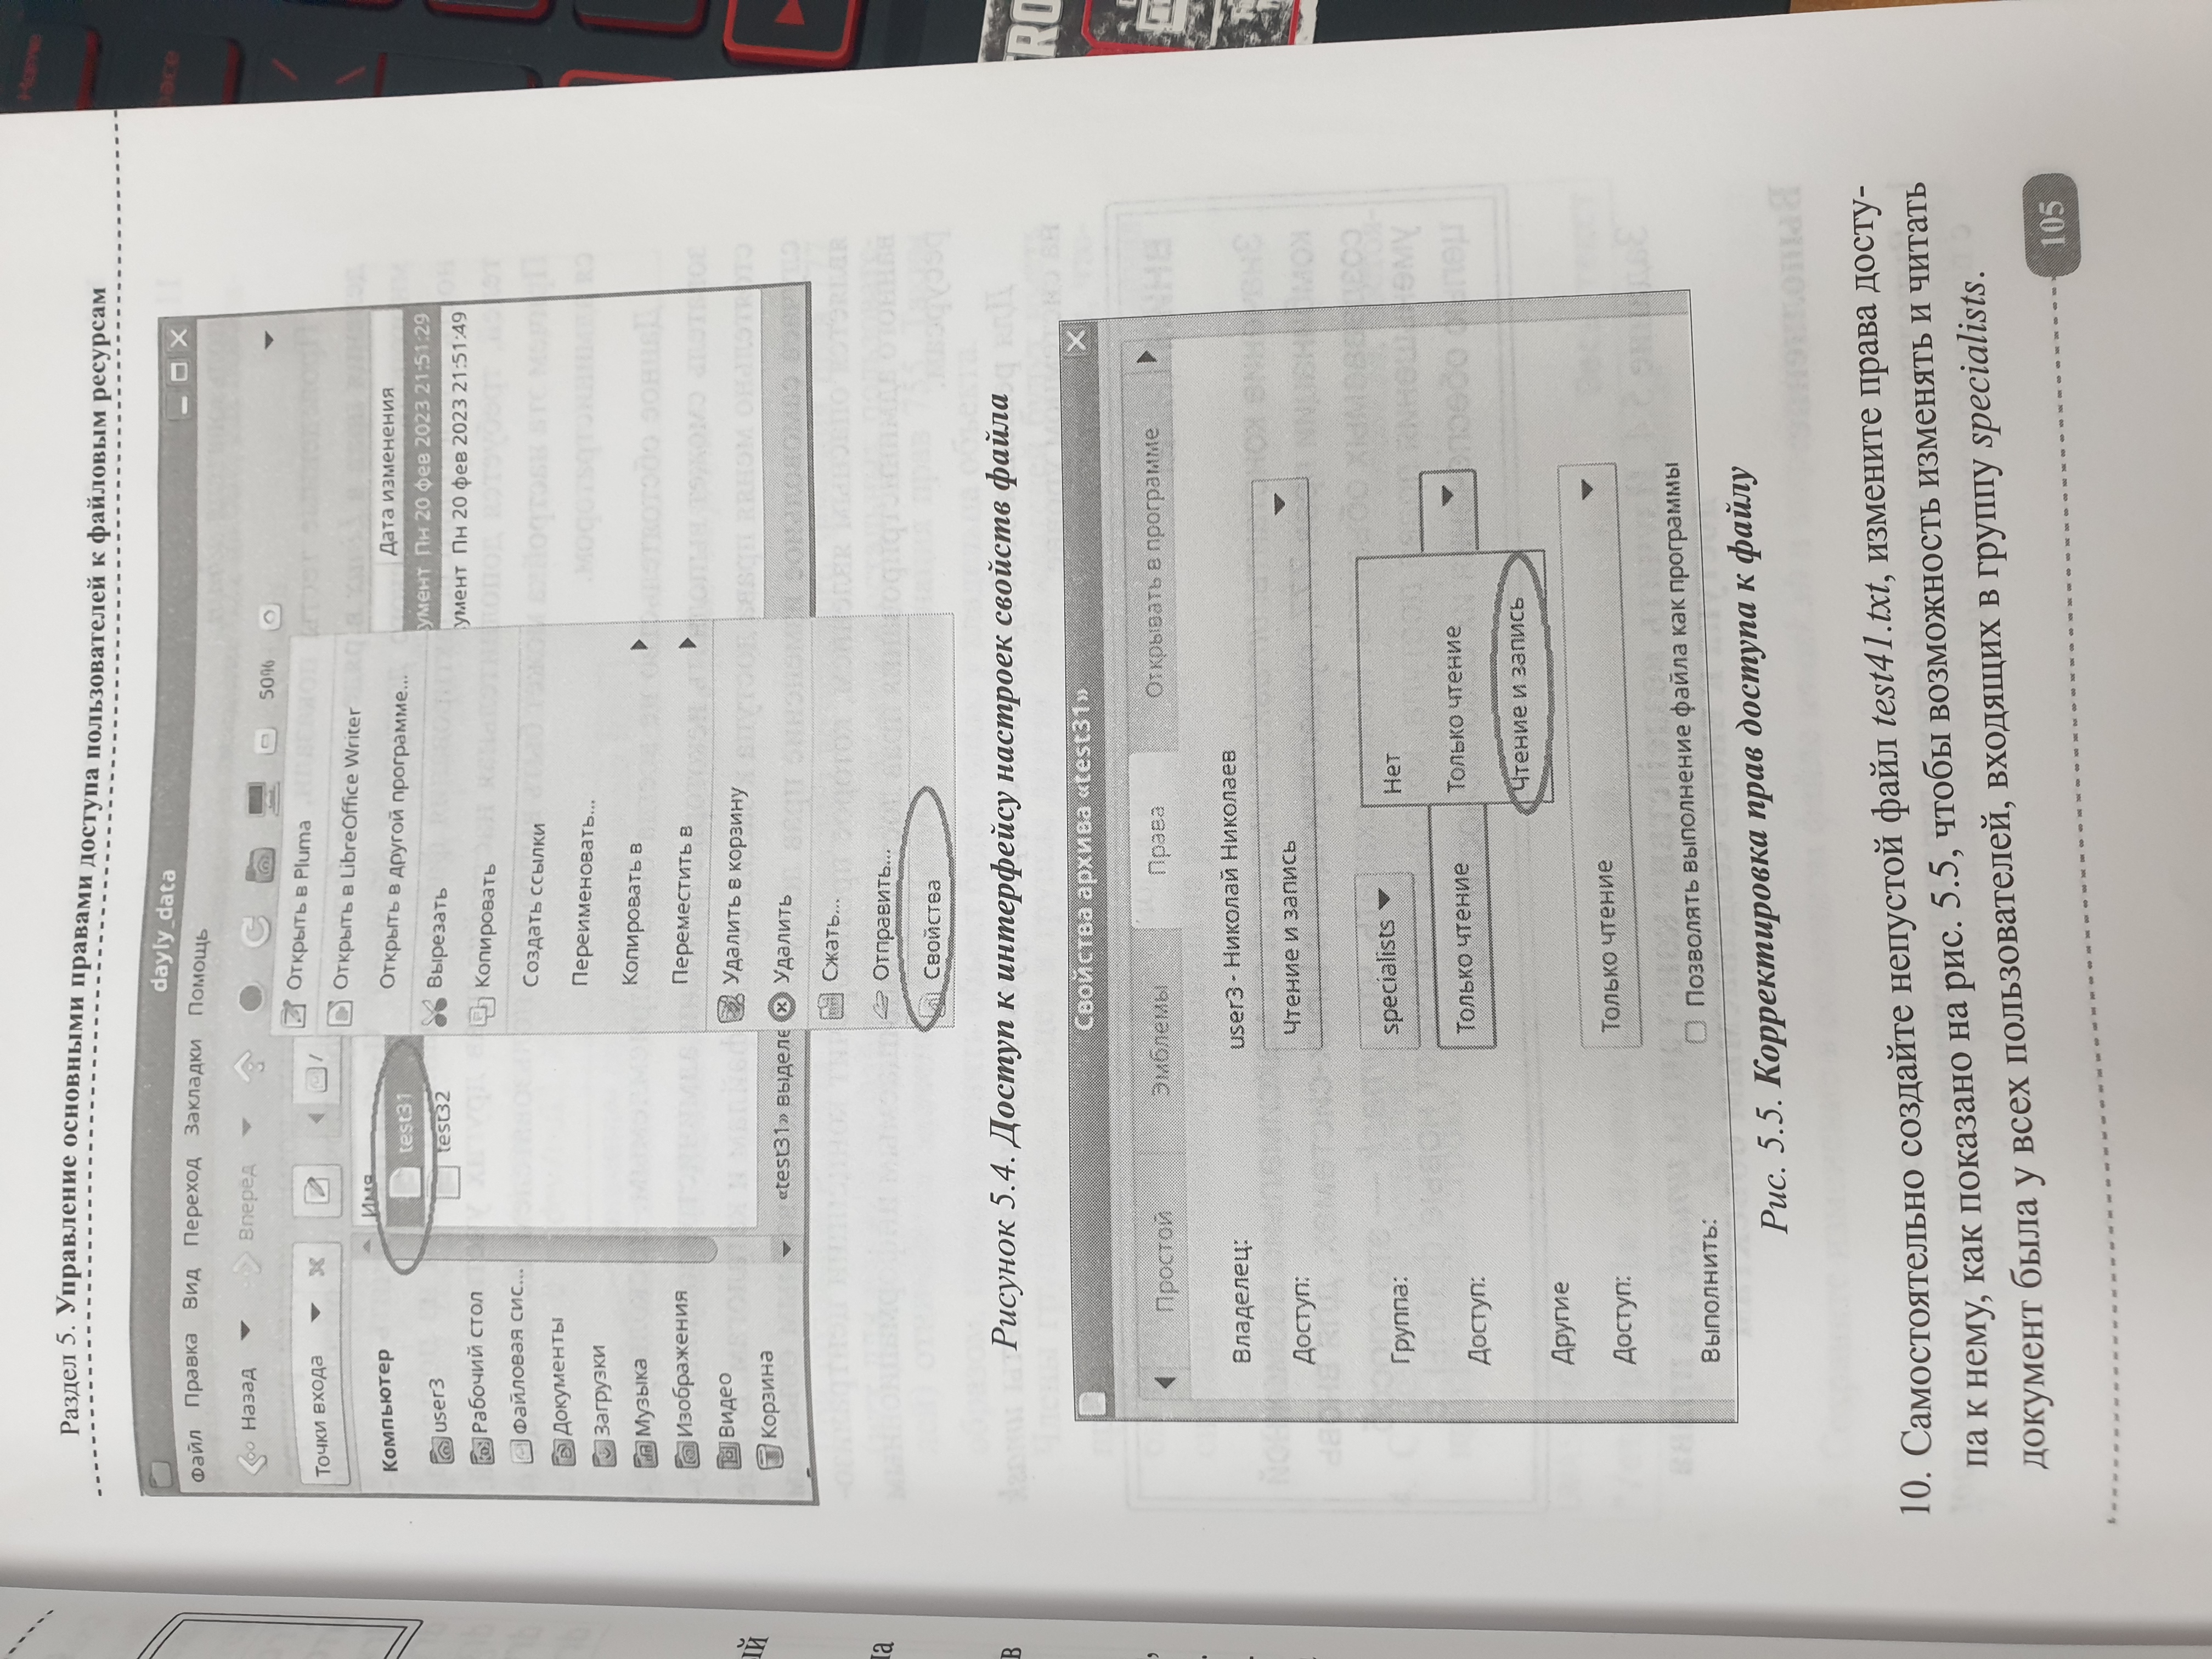 Раздел 5. Управление основными правами доступа пользователей к файловым ресурсам
dayly_data
Файл Правка Вид Переход Закладки Помощь
Назад Вперед 50%
Точки входа /
Компьютер
user3
Рабочий стол
Файловая сис...
Документы
Загрузки
Музыка
Изображения
Видео
Корзина
Имя
test31
test32
Дата изменения
умент Пн 20 фев 2023 21:51:29
умент Пн 20 фев 2023 21:51:49
Открыть в Pluma
Открыть в LibreOffice Writer
Открыть в другой программе...
Вырезать
Копировать
Создать ссылки
Переименовать...
Копировать в
Переместить в
Удалить в корзину
Удалить
Сжать...
Отправить...
Свойства
«test31» выделе
Рисунок 5.4. Доступ к интерфейсу настроек свойств файла
Свойства архива «test31»
Простой Эмблемы Права Открывать в программе
Владелец: user3 - Николай Николаев
Доступ: Чтение и запись
Группа: specialists
Нет
Доступ: Только чтение
Только чтение
Чтение и запись
Другие
Доступ: Только чтение
Выполнить: Позволять выполнение файла как программы
Рис. 5.5. Корректировка прав доступа к файлу
10. Самостоятельно создайте непустой файл test41.txt, измените права досту-
па к нему, как показано на рис. 5.5, чтобы возможность изменять и читать
документ была у всех пользователей, входящих в группу specialists.
105